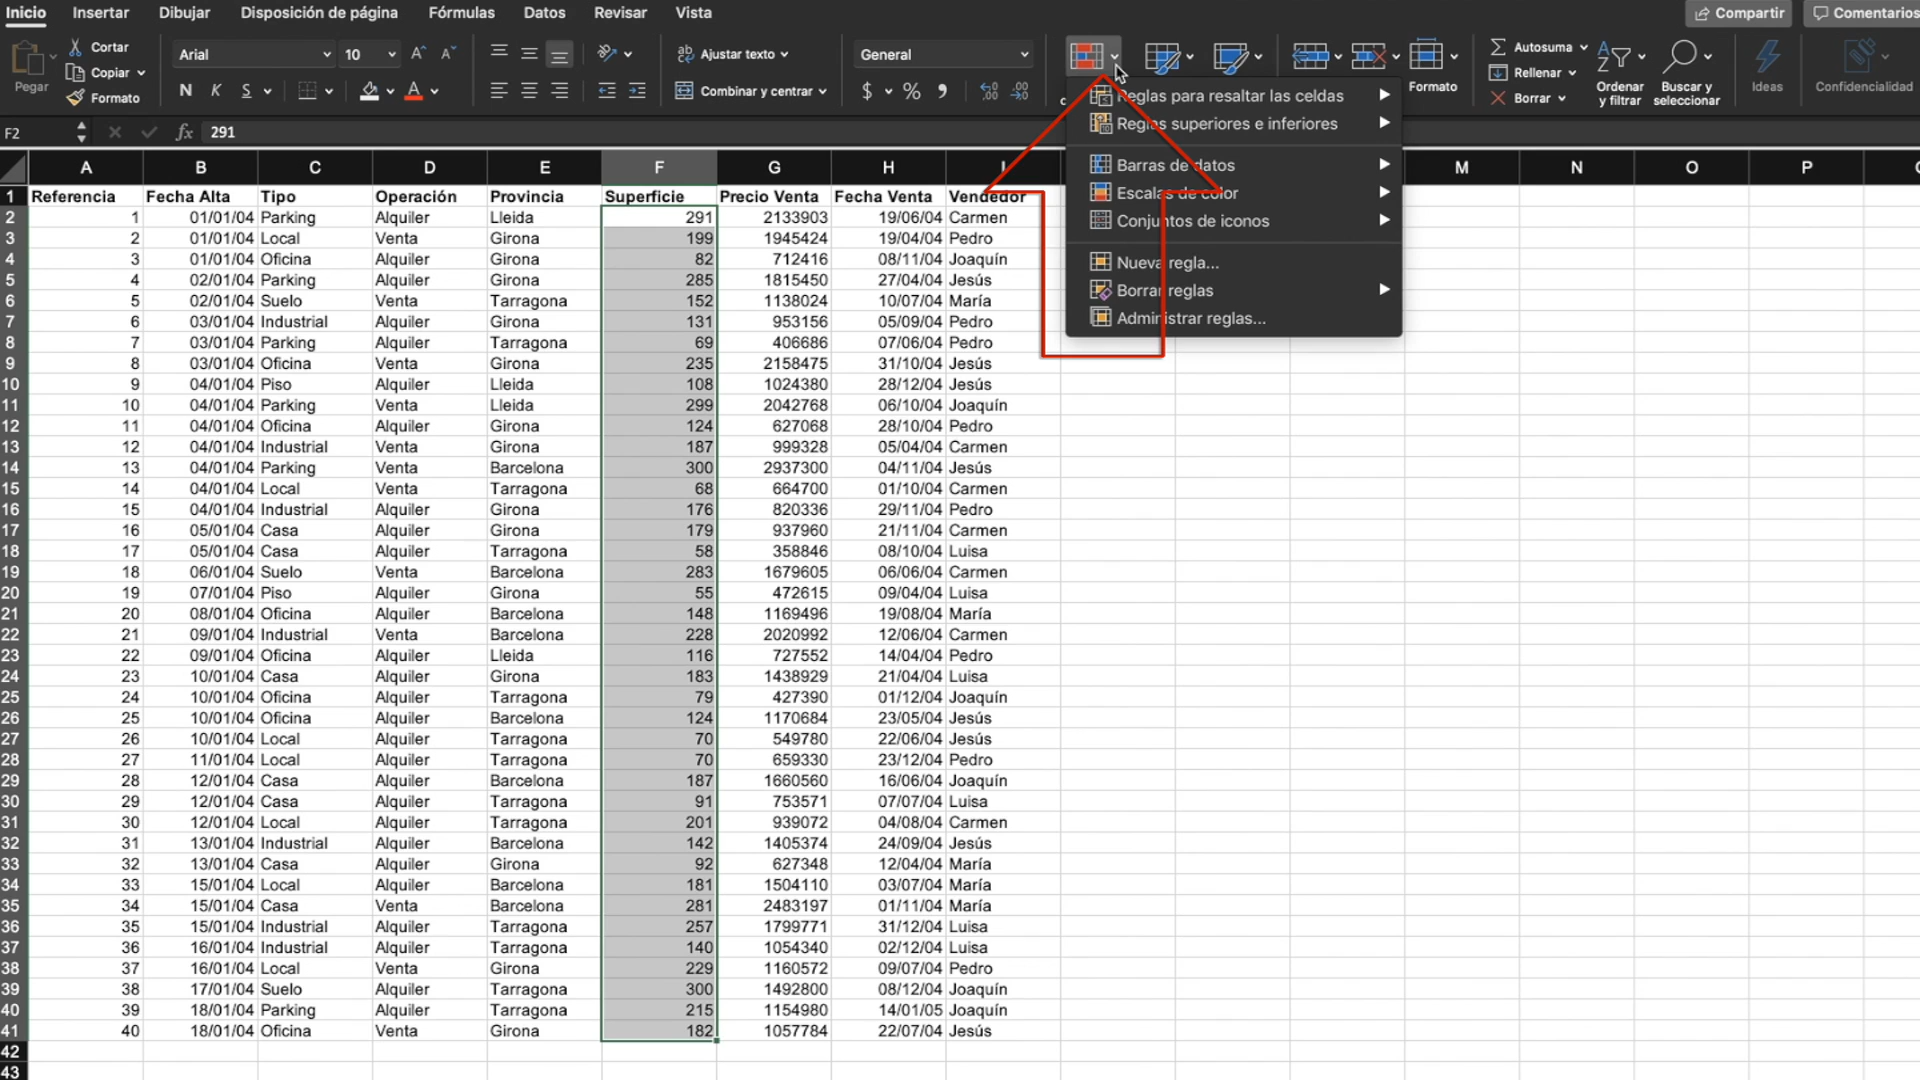 Inicio Insertar Dibujar Disposición de página Fórmulas Datos Revisar Vista Compartir Comentarios
Pegar
Cortar
Copiar
Formato
Arial 10
N K S
A
ab Ajustar texto
Combinar y centrar
General
$ %
Formato
Autosuma
Rellenar
Borrar
Ordenar y filtrar
Buscar y seleccionar
Ideas
Confidencialidad
Reglas para resaltar las celdas
Reglas superiores e inferiores
Barras de datos
Escalas de color
Conjuntos de iconos
Nueva regla...
Borrar reglas
Administrar reglas...
F2 fx 291
A B C D E F G H I M N O P
1 Referencia Fecha Alta Tipo Operación Provincia Superficie Precio Venta Fecha Venta Vendedor
2 1 01/01/04 Parking Alquiler Lleida 291 2133903 19/06/04 Carmen
3 2 01/01/04 Local Venta Girona 199 1945424 19/04/04 Pedro
4 3 01/01/04 Oficina Alquiler Girona 82 712416 08/11/04 Joaquín
5 4 02/01/04 Parking Alquiler Girona 285 1815450 27/04/04 Jesús
6 5 02/01/04 Suelo Venta Tarragona 152 1138024 10/07/04 María
7 6 03/01/04 Industrial Alquiler Girona 131 953156 05/09/04 Pedro
8 7 03/01/04 Parking Alquiler Tarragona 69 406686 07/06/04 Pedro
9 8 03/01/04 Oficina Venta Girona 235 2158475 31/10/04 Jesús
10 9 04/01/04 Piso Alquiler Lleida 108 1024380 28/12/04 Jesús
11 10 04/01/04 Parking Venta Lleida 299 2042768 06/10/04 Joaquín
12 11 04/01/04 Oficina Alquiler Girona 124 627068 28/10/04 Pedro
13 12 04/01/04 Industrial Venta Girona 187 999328 05/04/04 Carmen
14 13 04/01/04 Parking Venta Barcelona 300 2937300 04/11/04 Jesús
15 14 04/01/04 Local Venta Tarragona 68 664700 01/10/04 Carmen
16 15 04/01/04 Industrial Alquiler Girona 176 820336 29/11/04 Pedro
17 16 05/01/04 Casa Alquiler Girona 179 937960 21/11/04 Carmen
18 17 05/01/04 Casa Alquiler Tarragona 58 358846 08/10/04 Luisa
19 18 06/01/04 Suelo Venta Barcelona 283 1679605 06/06/04 Carmen
20 19 07/01/04 Piso Alquiler Girona 55 472615 09/04/04 Luisa
21 20 08/01/04 Oficina Alquiler Barcelona 148 1169496 19/08/04 María
22 21 09/01/04 Industrial Venta Barcelona 228 2020992 12/06/04 Carmen
23 22 09/01/04 Oficina Alquiler Lleida 116 727552 14/04/04 Pedro
24 23 10/01/04 Casa Alquiler Girona 183 1438929 21/04/04 Luisa
25 24 10/01/04 Oficina Alquiler Tarragona 79 427390 01/12/04 Joaquín
26 25 10/01/04 Oficina Alquiler Barcelona 124 1170684 23/05/04 Jesús
27 26 10/01/04 Local Alquiler Tarragona 70 549780 22/06/04 Jesús
28 27 11/01/04 Local Alquiler Tarragona 70 659330 23/12/04 Pedro
29 28 12/01/04 Casa Alquiler Barcelona 187 1660560 16/06/04 Joaquín
30 29 12/01/04 Casa Alquiler Tarragona 91 753571 07/07/04 Luisa
31 30 12/01/04 Local Alquiler Tarragona 201 939072 04/08/04 Carmen
32 31 13/01/04 Industrial Alquiler Barcelona 142 1405374 24/09/04 Jesús
33 32 13/01/04 Casa Alquiler Girona 92 627348 12/04/04 María
34 33 15/01/04 Local Alquiler Barcelona 181 1504110 03/07/04 María
35 34 15/01/04 Casa Venta Barcelona 281 2483197 01/11/04 María
36 35 15/01/04 Industrial Alquiler Tarragona 257 1799771 31/12/04 Luisa
37 36 16/01/04 Industrial Alquiler Tarragona 140 1054340 02/12/04 Luisa
38 37 16/01/04 Local Venta Girona 229 1160572 09/07/04 Pedro
39 38 17/01/04 Suelo Alquiler Tarragona 300 1492800 08/12/04 Joaquín
40 39 18/01/04 Parking Alquiler Tarragona 215 1154980 14/01/05 Joaquín
41 40 18/01/04 Oficina Venta Girona 182 1057784 22/07/04 Jesús
42
43